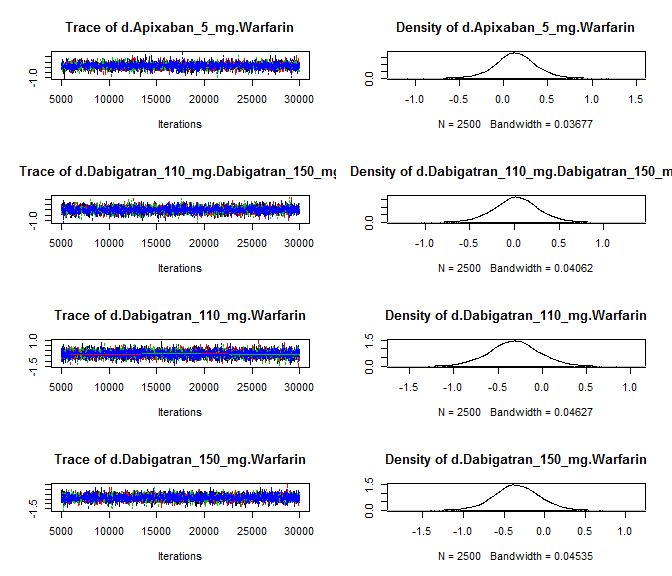 Trace of d.Apixaban_5_mg.Warfarin
-1.0
5000 10000 15000 20000 25000 30000
Iterations
Density of d.Apixaban_5_mg.Warfarin
0.0
-1.0 -0.5 0.0 0.5 1.0 1.5
N = 2500 Bandwidth = 0.03677
Trace of d.Dabigatran_110_mg.Dabigatran_150_mg
-1.0
5000 10000 15000 20000 25000 30000
Iterations
Density of d.Dabigatran_110_mg.Dabigatran_150_m
0.0
-1.0 -0.5 0.0 0.5 1.0
N = 2500 Bandwidth = 0.04062
Trace of d.Dabigatran_110_mg.Warfarin
-1.5 1.0
5000 10000 15000 20000 25000 30000
Iterations
Density of d.Dabigatran_110_mg.Warfarin
0.0 1.5
-1.5 -1.0 -0.5 0.0 0.5 1.0
N = 2500 Bandwidth = 0.04627
Trace of d.Dabigatran_150_mg.Warfarin
-1.5
5000 10000 15000 20000 25000 30000
Iterations
Density of d.Dabigatran_150_mg.Warfarin
0.0 1.5
-1.5 -1.0 -0.5 0.0 0.5 1.0
N = 2500 Bandwidth = 0.04535